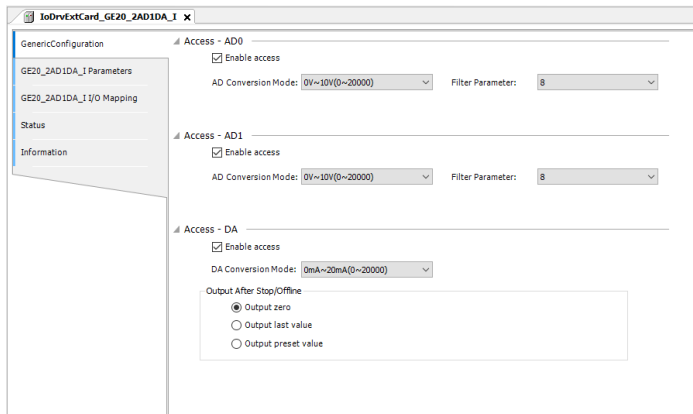 IoDrvExtCard_GE20_2AD1DA_I
GenericConfiguration
GE20_2AD1DA_I Parameters
GE20_2AD1DA_I I/O Mapping
Status
Information
Access - AD0
Enable access
AD Conversion Mode: 0V~10V(0~20000) Filter Parameter: 8
Access - AD1
Enable access
AD Conversion Mode: 0V~10V(0~20000) Filter Parameter: 8
Access - DA
Enable access
DA Conversion Mode: 0mA~20mA(0~20000)
Output After Stop/Offline
Output zero
Output last value
Output preset value